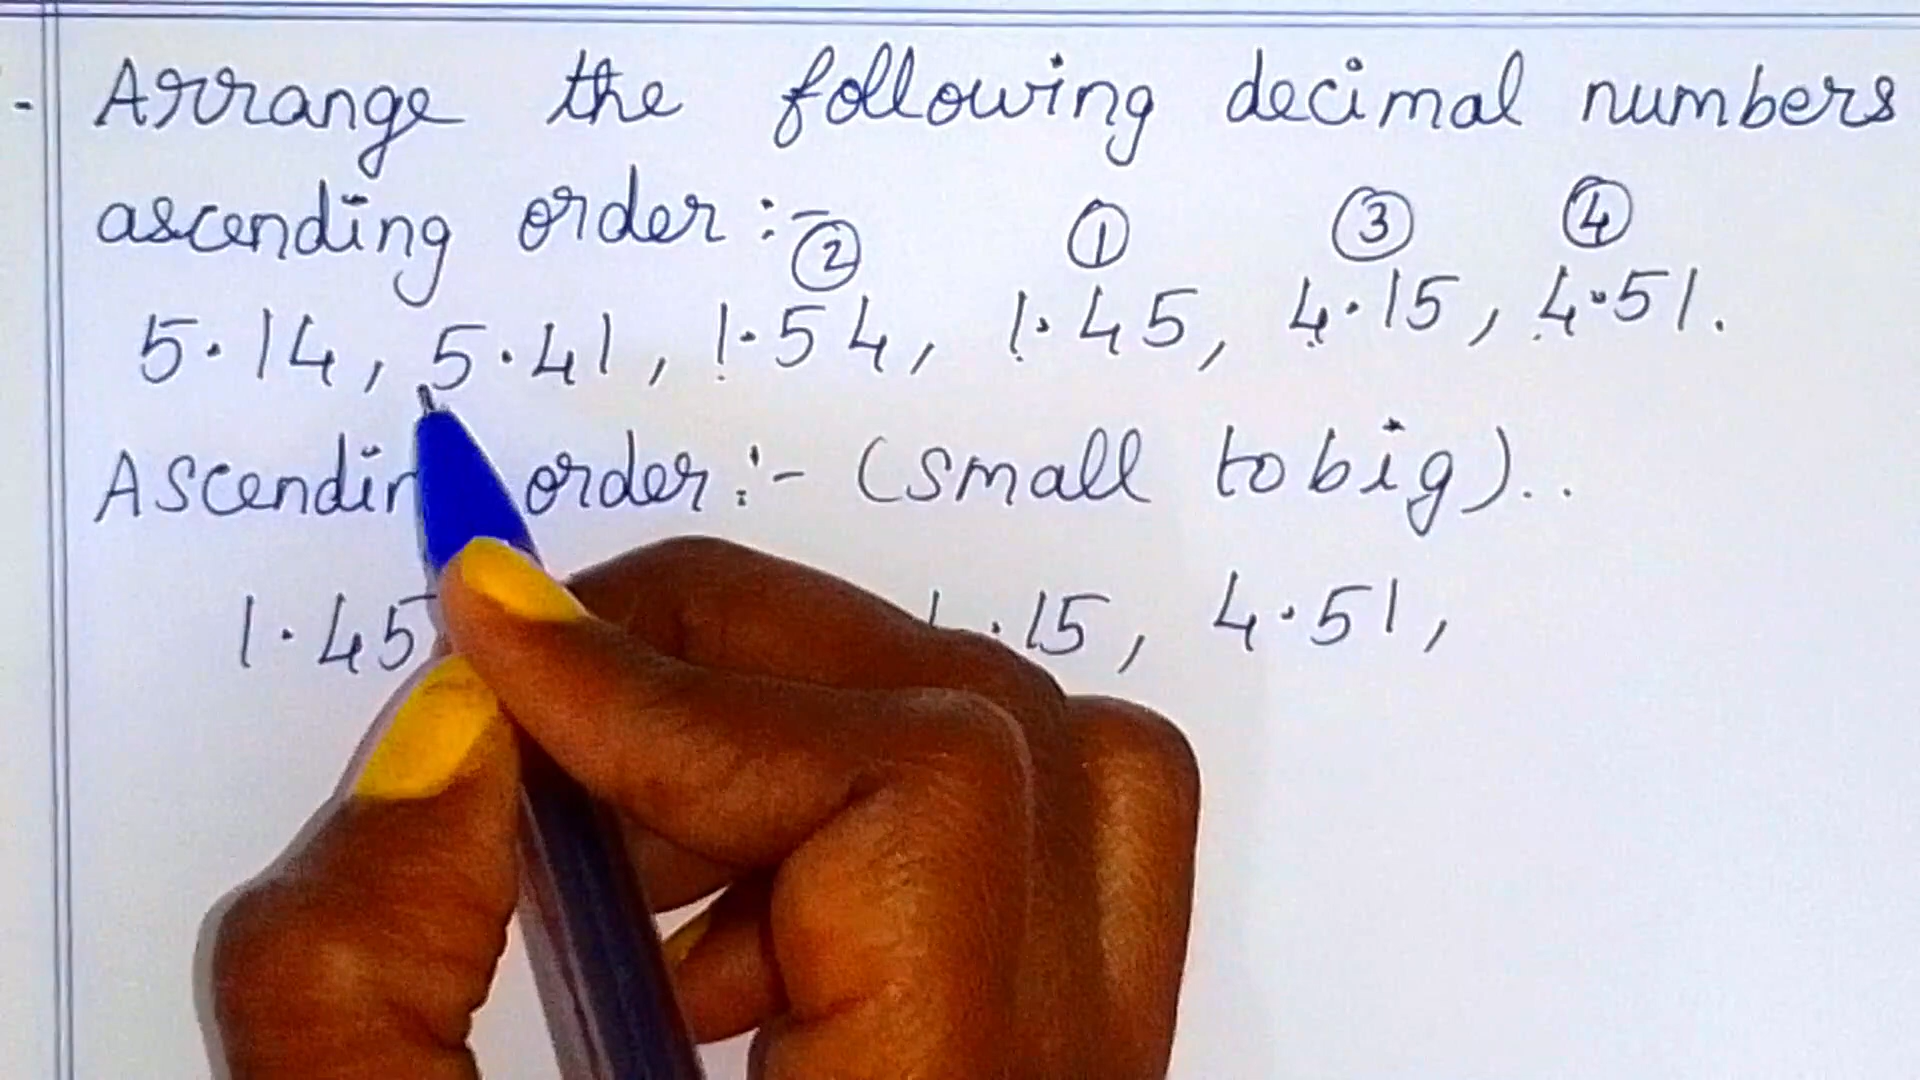 Arrange the following decimal numbers
ascending order:-
② ① ③ ④
5.14, 5.41, 1.54, 1.45, 4.15, 4.51.
Ascendin order:- (small to big)..
1.45 .15, 4.51,